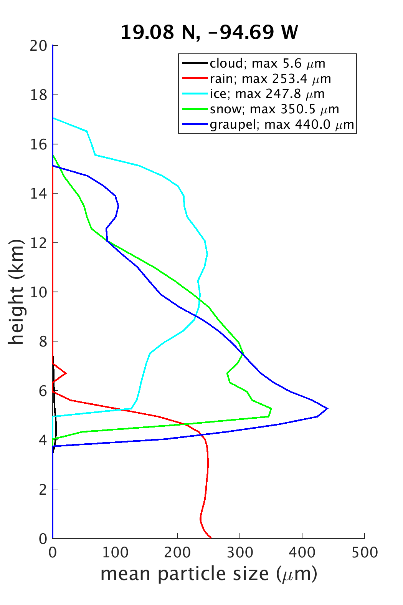 19.08 N, -94.69 W
cloud; max 5.6 μm
rain; max 253.4 μm
ice; max 247.8 μm
snow; max 350.5 μm
graupel; max 440.0 μm
20
18
16
14
12
10
8
6
4
2
0
height (km)
0 100 200 300 400 500
mean particle size (μm)